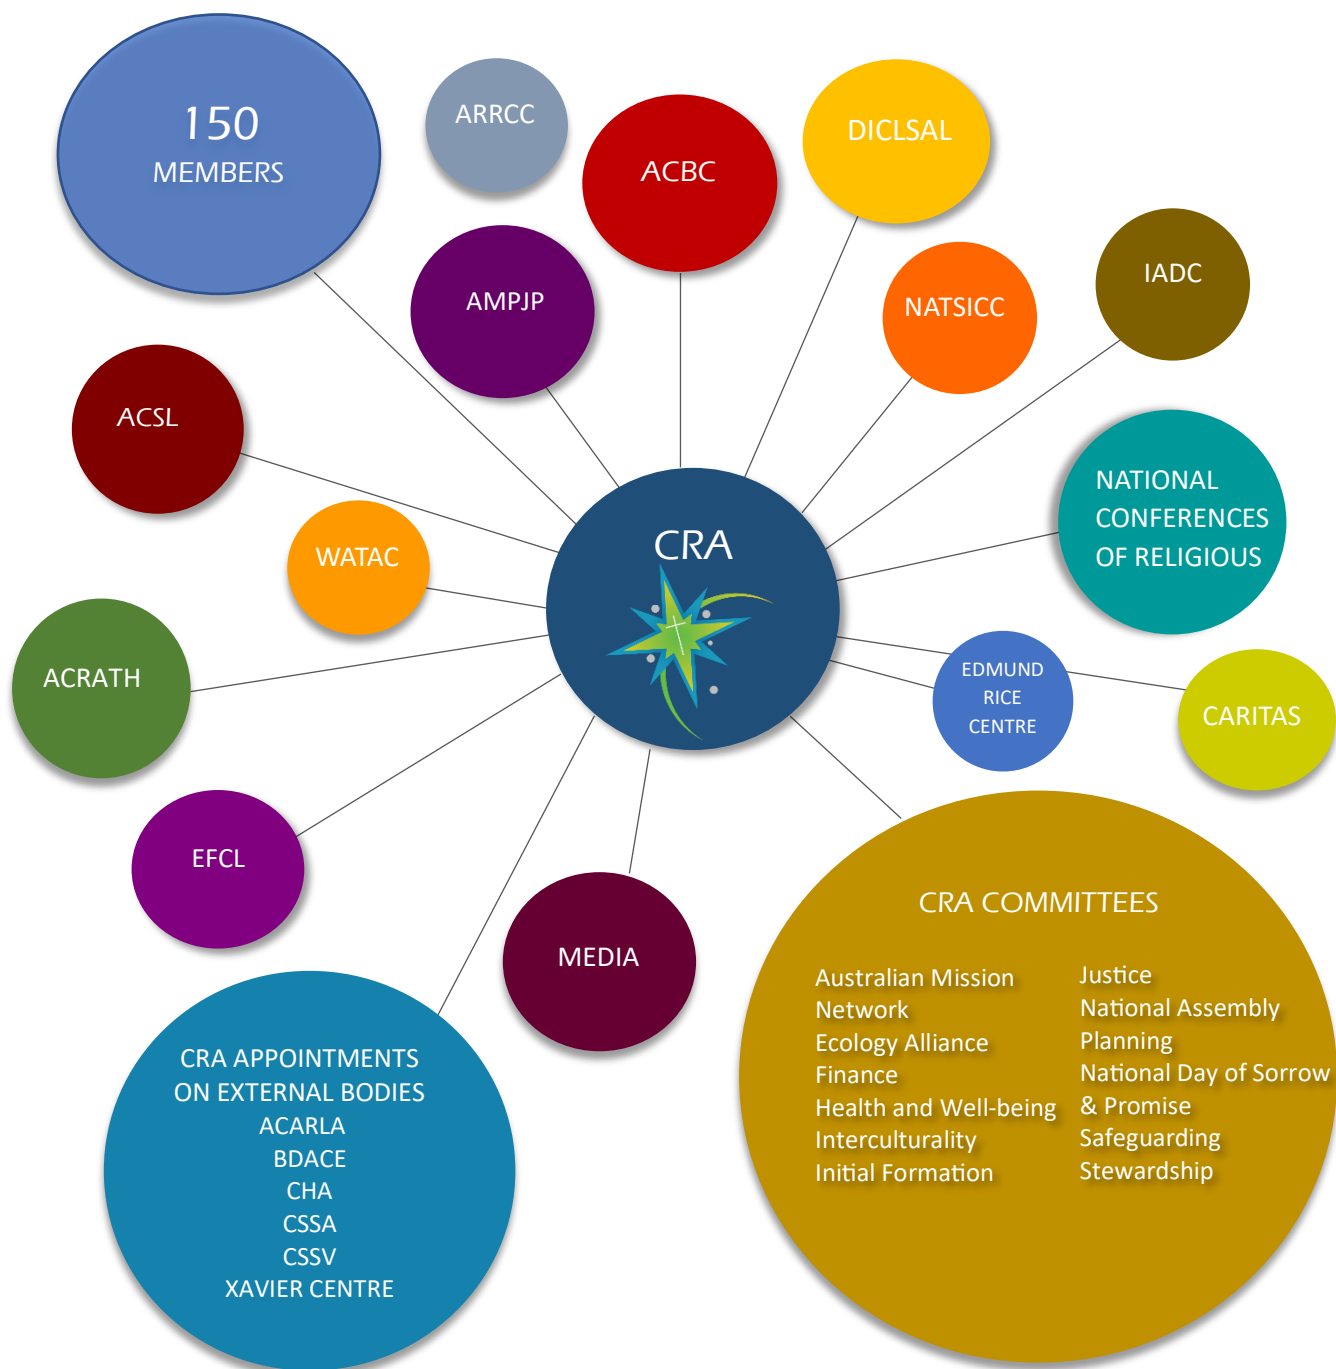 150
MEMBERS
ARRCC
ACBC
DICLSAL
AMPJP
NATSICC
IADC
ACSL
WATAC
CRA
NATIONAL
CONFERENCES
OF RELIGIOUS
ACRATH
EDMUND
RICE
CENTRE
CARITAS
EFCL
MEDIA
CRA APPOINTMENTS
ON EXTERNAL BODIES
ACARLA
BDACE
CHA
CSSA
CSSV
XAVIER CENTRE
CRA COMMITTEES
Australian Mission
Network
Ecology Alliance
Finance
Health and Well-being
Interculturality
Initial Formation
Justice
National Assembly
Planning
National Day of Sorrow
& Promise
Safeguarding
Stewardship